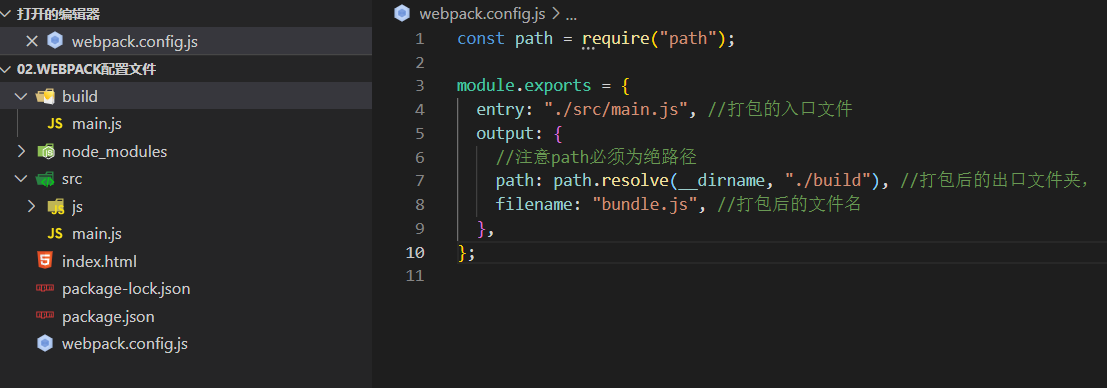 打开的编辑器
webpack.config.js
02.WEBPACK配置文件
build
JS main.js
node_modules
src
js
JS main.js
index.html
package-lock.json
package.json
webpack.config.js
webpack.config.js > ...
1 const path = require("path");
2
3 module.exports = {
4 entry: "./src/main.js", //打包的入口文件
5 output: {
6 //注意path必须为绝路径
7 path: path.resolve(__dirname, "./build"), //打包后的出口文件夹，
8 filename: "bundle.js", //打包后的文件名
9 },
10 };
11